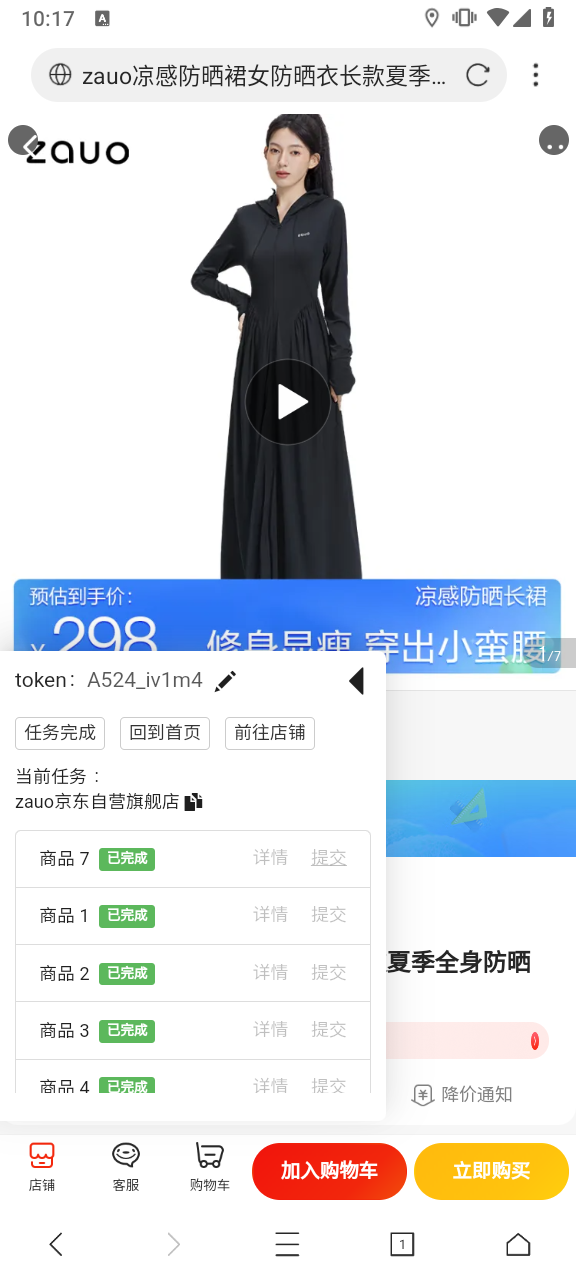 10:17
A
zauo凉感防晒裙女防晒衣长款夏季...
zauo
zauo
预估到手价：
凉感防晒长裙
¥298
修身显瘦 穿出小蛮腰
1/7
token： A524_iv1m4
任务完成
回到首页
前往店铺
当前任务：
zauo京东自营旗舰店
商品 7 已完成 详情 提交
商品 1 已完成 详情 提交
商品 2 已完成 详情 提交
夏季全身防晒
商品 3 已完成 详情 提交
商品 4 已完成 详情 提交
降价通知
店铺
客服
购物车
加入购物车
立即购买
1